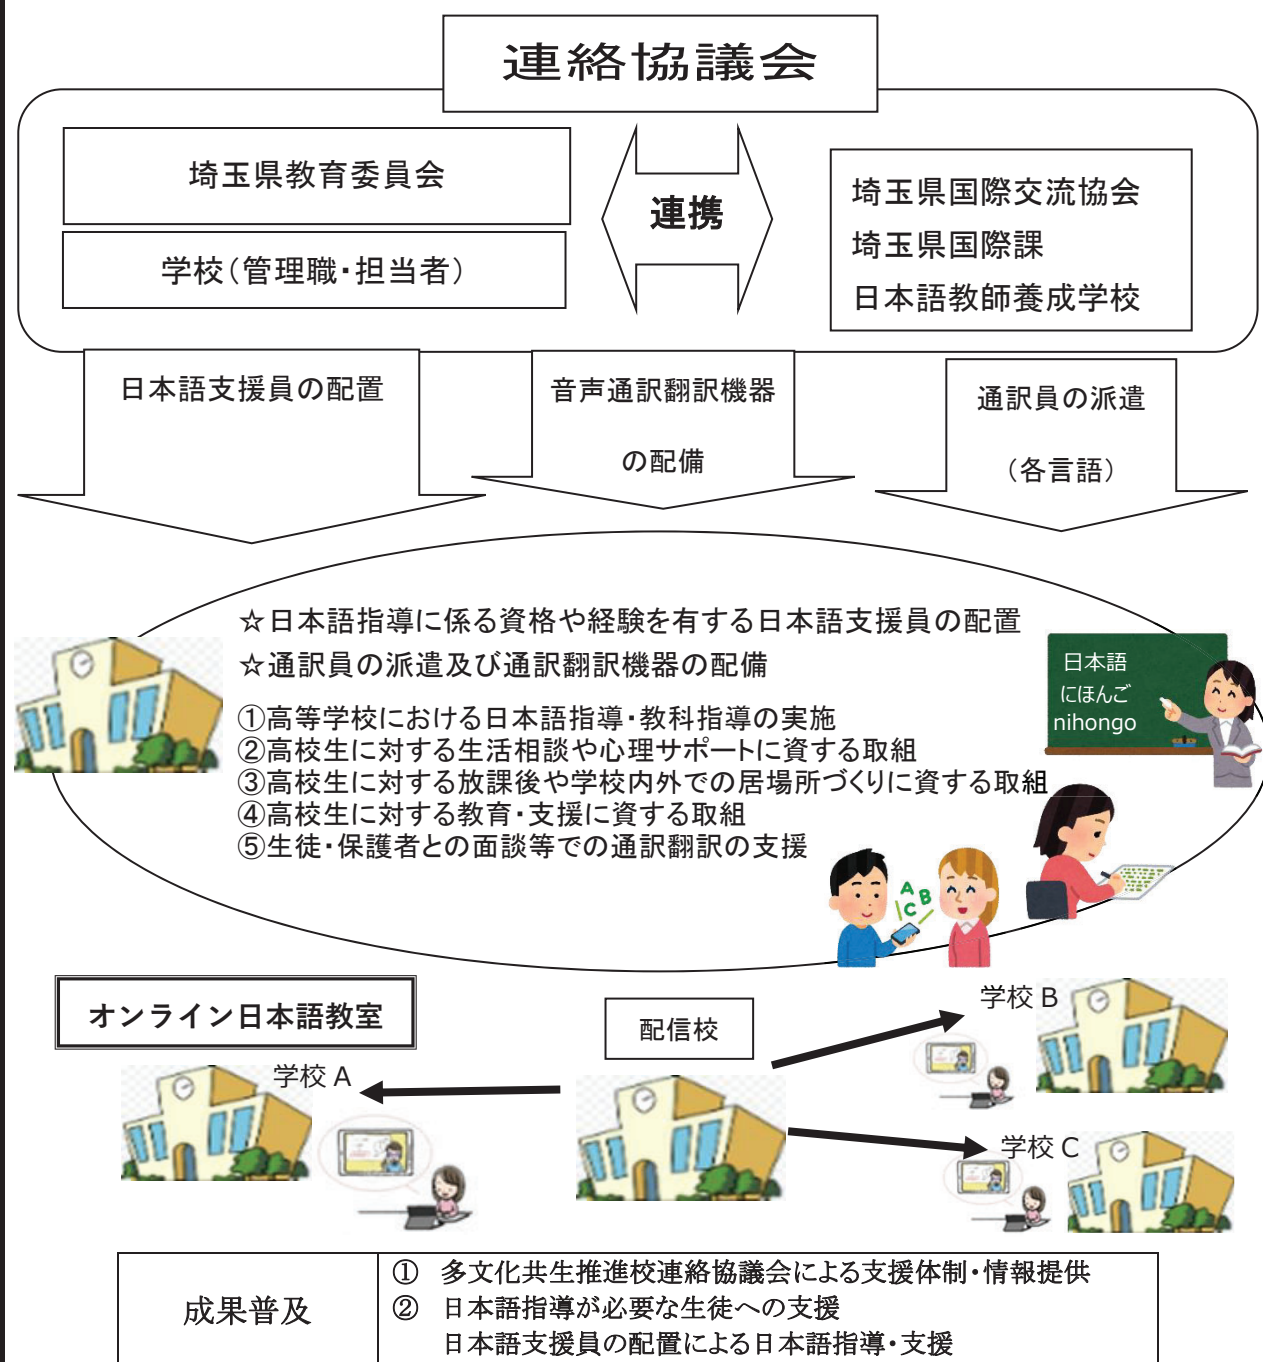 連絡協議会
埼玉県教育委員会
学校(管理職・担当者)
連携
埼玉県国際交流協会
埼玉県国際課
日本語教師養成学校
日本語支援員の配置
音声通訳翻訳機器
の配備
通訳員の派遣
(各言語)
☆日本語指導に係る資格や経験を有する日本語支援員の配置
☆通訳員の派遣及び通訳翻訳機器の配備
①高等学校における日本語指導・教科指導の実施
②高校生に対する生活相談や心理サポートに資する取組
③高校生に対する放課後や学校内外での居場所づくりに資する取組
④高校生に対する教育・支援に資する取組
⑤生徒・保護者との面談等での通訳翻訳の支援
日本語
にほんご
nihongo
A
B
C
オンライン日本語教室
配信校
学校 A
学校 B
学校 C
成果普及
① 多文化共生推進校連絡協議会による支援体制・情報提供
② 日本語指導が必要な生徒への支援
日本語支援員の配置による日本語指導・支援